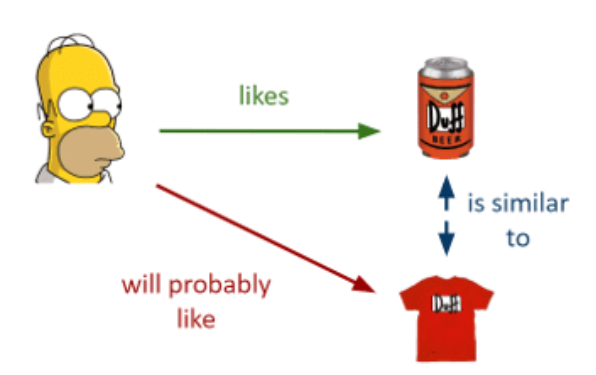 likes
Duff
BEER
is similar
to
will probably
like
Duff